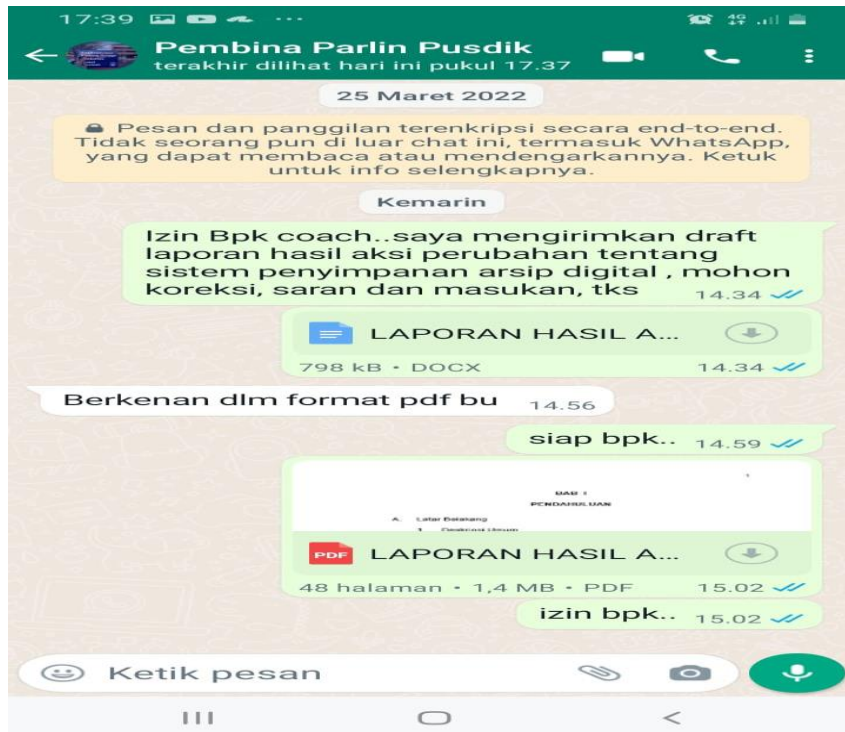 17:39
Pembina Parlin Pusdik
terakhir dilihat hari ini pukul 17.37
25 Maret 2022
Pesan dan panggilan terenkripsi secara end-to-end.
Tidak seorang pun di luar chat ini, termasuk WhatsApp,
yang dapat membaca atau mendengarkannya. Ketuk
untuk info selengkapnya.
Kemarin
Izin Bpk coach..saya mengirimkan draft
laporan hasil aksi perubahan tentang
sistem penyimpanan arsip digital , mohon
koreksi, saran dan masukan, tks 14.34
LAPORAN HASIL A...
798 kB • DOCX 14.34
Berkenan dlm format pdf bu 14.56
siap bpk.. 14.59
BAB I
PENDAHULUAN
A. Latar Belakang
PDF LAPORAN HASIL A...
48 halaman • 1,4 MB • PDF 15.02
izin bpk.. 15.02
Ketik pesan